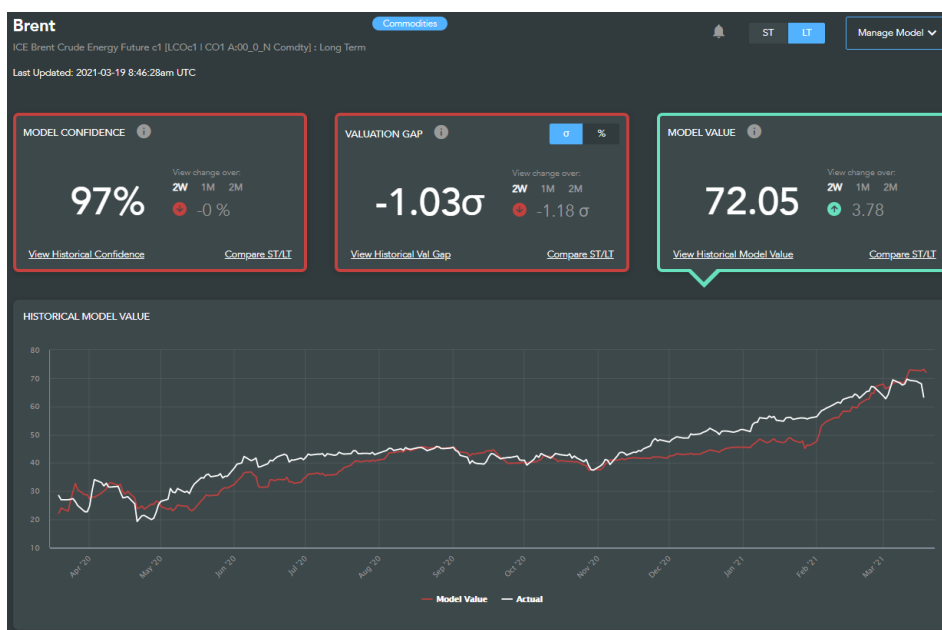 Brent
Commodities
ICE Brent Crude Energy Future c1 [LCOc1 I CO1 A:00_0_N Comdty] : Long Term
ST LT
Manage Model
Last Updated: 2021-03-19 8:46:28am UTC
MODEL CONFIDENCE i
97%
View change over:
2W 1M 2M
-0 %
View Historical Confidence
Compare ST/LT
VALUATION GAP i
σ %
-1.03σ
View change over:
2W 1M 2M
-1.18 σ
View Historical Val Gap
Compare ST/LT
MODEL VALUE i
72.05
View change over:
2W 1M 2M
3.78
View Historical Model Value
Compare ST/LT
HISTORICAL MODEL VALUE
80
70
60
50
40
30
20
10
Apr '20 May '20 Jun '20 Jul '20 Aug '20 Sep '20 Oct '20 Nov '20 Dec '20 Jan '21 Feb '21 Mar '21
Model Value Actual